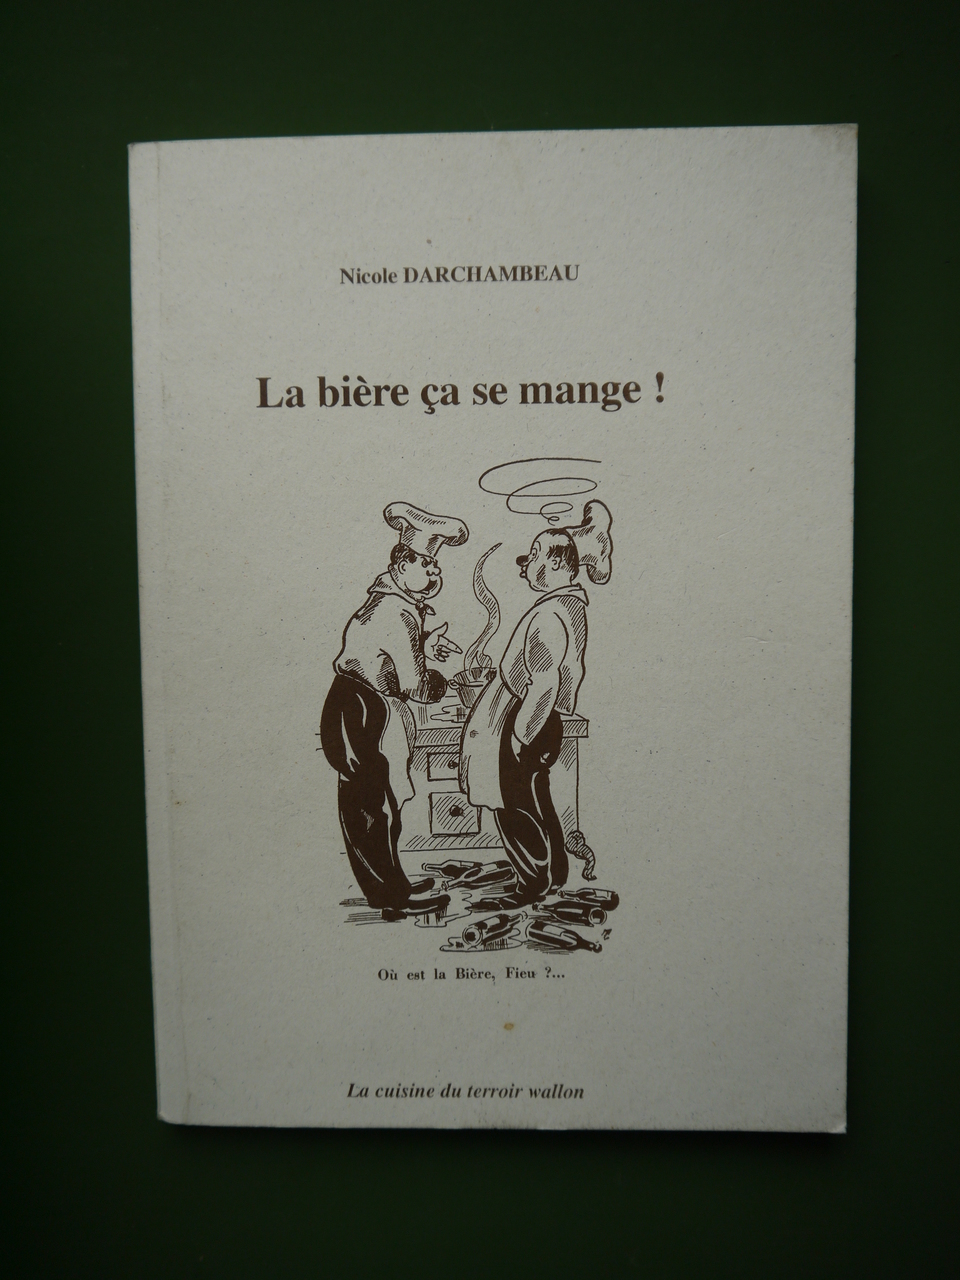 Nicole DARCHAMBEAU
La bière ça se mange !
Où est la Bière, Fieu ?...
La cuisine du terroir wallon